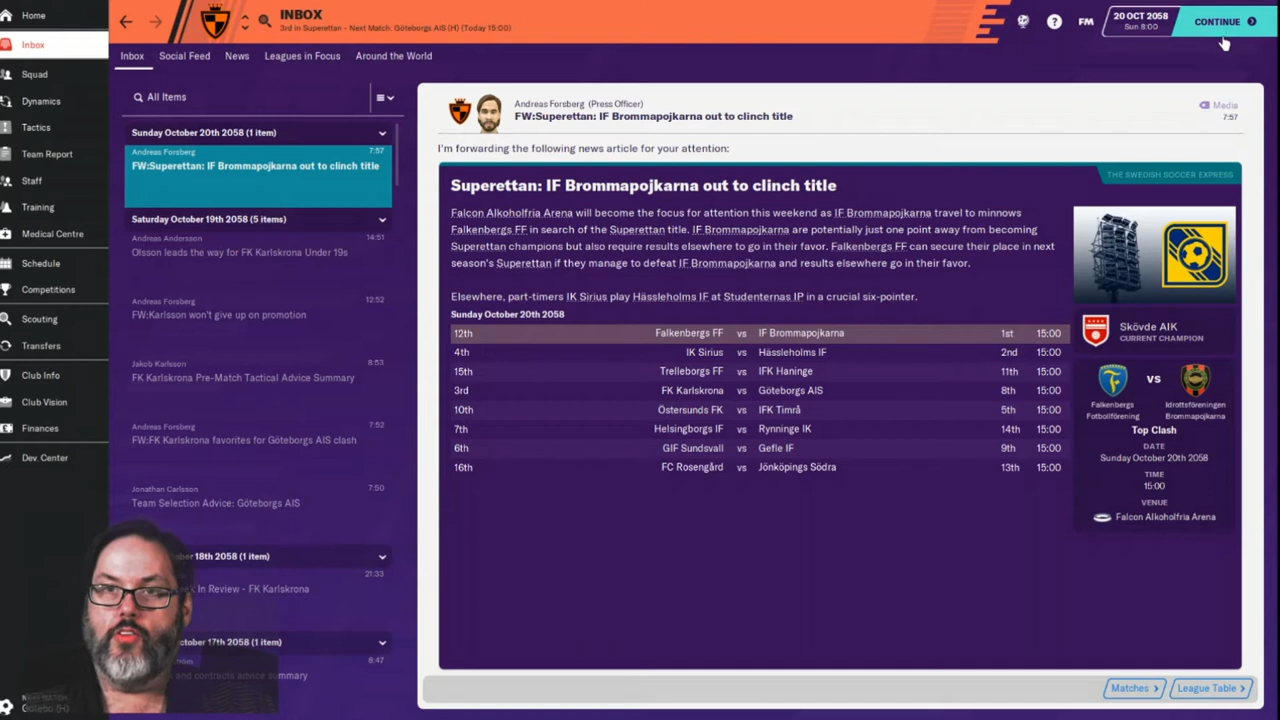 Home
Inbox
Squad
Dynamics
Tactics
Team Report
Staff
Training
Medical Centre
Schedule
Competitions
Scouting
Transfers
Club Info
Club Vision
Finances
Dev. Center
INBOX
3rd in Superettan - Next Match: Göteborgs AIS (H) (Today 15:00)
?
FM
20 OCT 2058
Sun 8:00
CONTINUE
Inbox
Social Feed
News
Leagues in Focus
Around the World
All Items
Sunday October 20th 2058 (1 item)
Andreas Forsberg 7:57
FW:Superettan: IF Brommapojkarna out to clinch title
Saturday October 19th 2058 (5 items)
Andreas Andersson 14:51
Olsson leads the way for FK Karlskrona Under 19s
Andreas Forsberg 12:52
FW:Karlsson won't give up on promotion
Jakob Karlsson 8:53
FK Karlskrona Pre-Match Tactical Advice Summary
Andreas Forsberg 7:52
FW:FK Karlskrona favorites for Göteborgs AIS clash
Jonathan Carlsson 7:50
Team Selection Advice: Göteborgs AIS
18th 2058 (1 item)
21:33
In Review - FK Karlskrona
17th 2058 (1 item)
8:47
and contracts advice summary
Andreas Forsberg (Press Officer)
FW:Superettan: IF Brommapojkarna out to clinch title
Media
7:57
I'm forwarding the following news article for your attention:
THE SWEDISH SOCCER EXPRESS
Superettan: IF Brommapojkarna out to clinch title
Falcon Alkoholfria Arena will become the focus for attention this weekend as IF Brommapojkarna travel to minnows
Falkenbergs FF in search of the Superettan title. IF Brommapojkarna are potentially just one point away from becoming
Superettan champions but also require results elsewhere to go in their favor. Falkenbergs FF can secure their place in next
season's Superettan if they manage to defeat IF Brommapojkarna and results elsewhere go in their favor.
Elsewhere, part-timers IK Sirius play Hässleholms IF at Studenternas IP in a crucial six-pointer.
Sunday October 20th 2058
12th Falkenbergs FF vs IF Brommapojkarna 1st 15:00
4th IK Sirius vs Hässleholms IF 2nd 15:00
15th Trelleborgs FF vs IFK Haninge 11th 15:00
3rd FK Karlskrona vs Göteborgs AIS 8th 15:00
10th Östersunds FK vs IFK Timrå 5th 15:00
7th Helsingborgs IF vs Rynninge IK 14th 15:00
6th GIF Sundsvall vs Gefle IF 9th 15:00
16th FC Rosengård vs Jönköpings Södra 13th 15:00
Skövde AIK
CURRENT CHAMPION
VS
Falkenbergs
Fotbollförening
Idrottsföreningen
Brommapojkarna
Top Clash
DATE
Sunday October 20th 2058
TIME
15:00
VENUE
Falcon Alkoholfria Arena
Matches
League Table